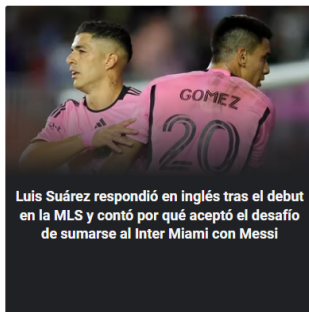 GOMEZ
20
Luis Suárez respondió en inglés tras el debut
en la MLS y contó por qué aceptó el desafío
de sumarse al Inter Miami con Messi